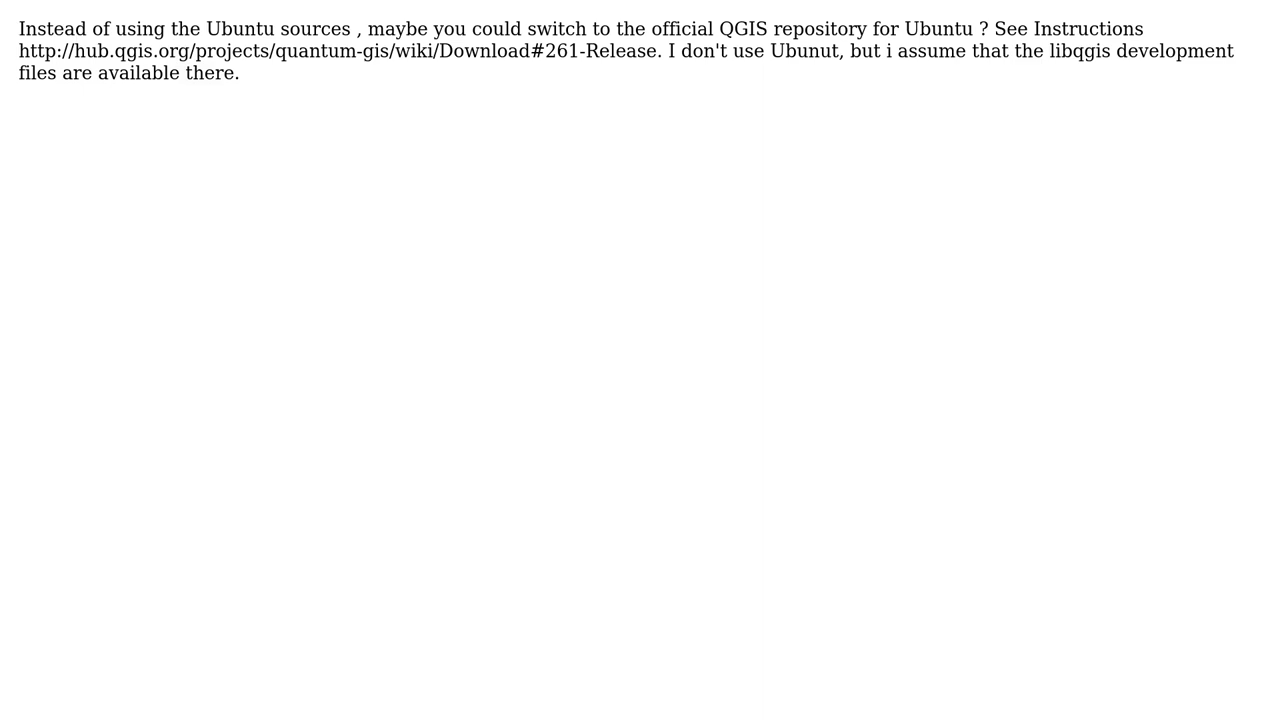 Instead of using the Ubuntu sources , maybe you could switch to the official QGIS repository for Ubuntu ? See Instructions
http://hub.qgis.org/projects/quantum-gis/wiki/Download#261-Release. I don't use Ubunut, but i assume that the libqgis development
files are available there.